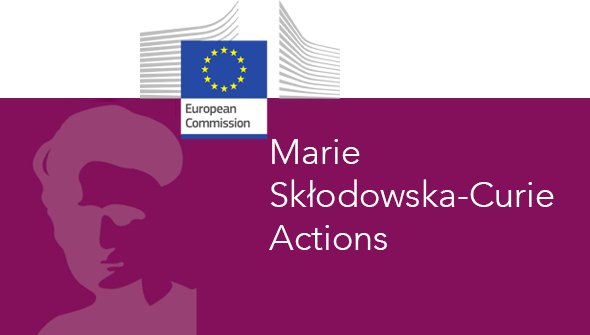 European
Commission
Marie
Skłodowska-Curie
Actions